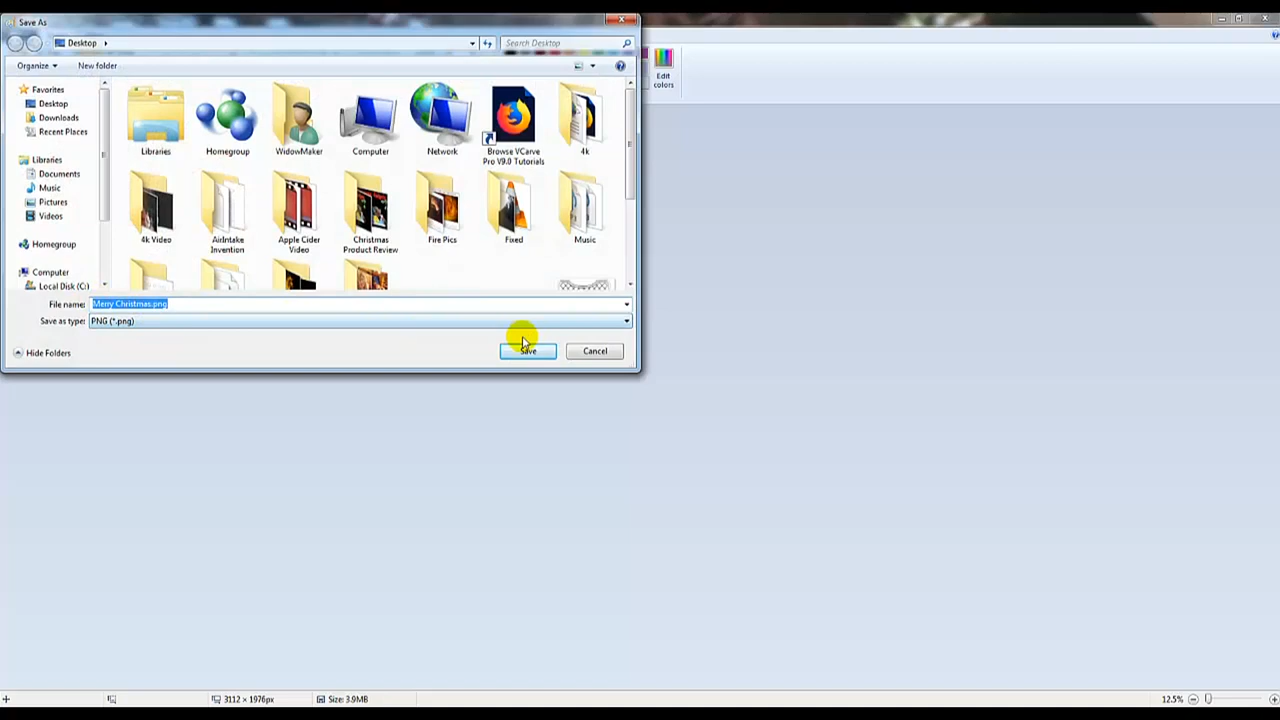 Save As
Desktop
Search Desktop
Organize
New folder
Edit
colors
Favorites
Desktop
Downloads
Recent Places
Libraries
Documents
Music
Pictures
Videos
Homegroup
Computer
Local Disk (C:)
Libraries
Homegroup
WidowMaker
Computer
Network
Browse VCarve
Pro V9.0 Tutorials
4k
4k Video
AirIntake
Invention
Apple Cider
Video
Christmas
Product Review
Fire Pics
Fixed
Music
File name: Merry Christmas.png
Save as type: PNG (*.png)
Hide Folders
Save
Cancel
3112 × 1976px
Size: 3.9MB
12.5%